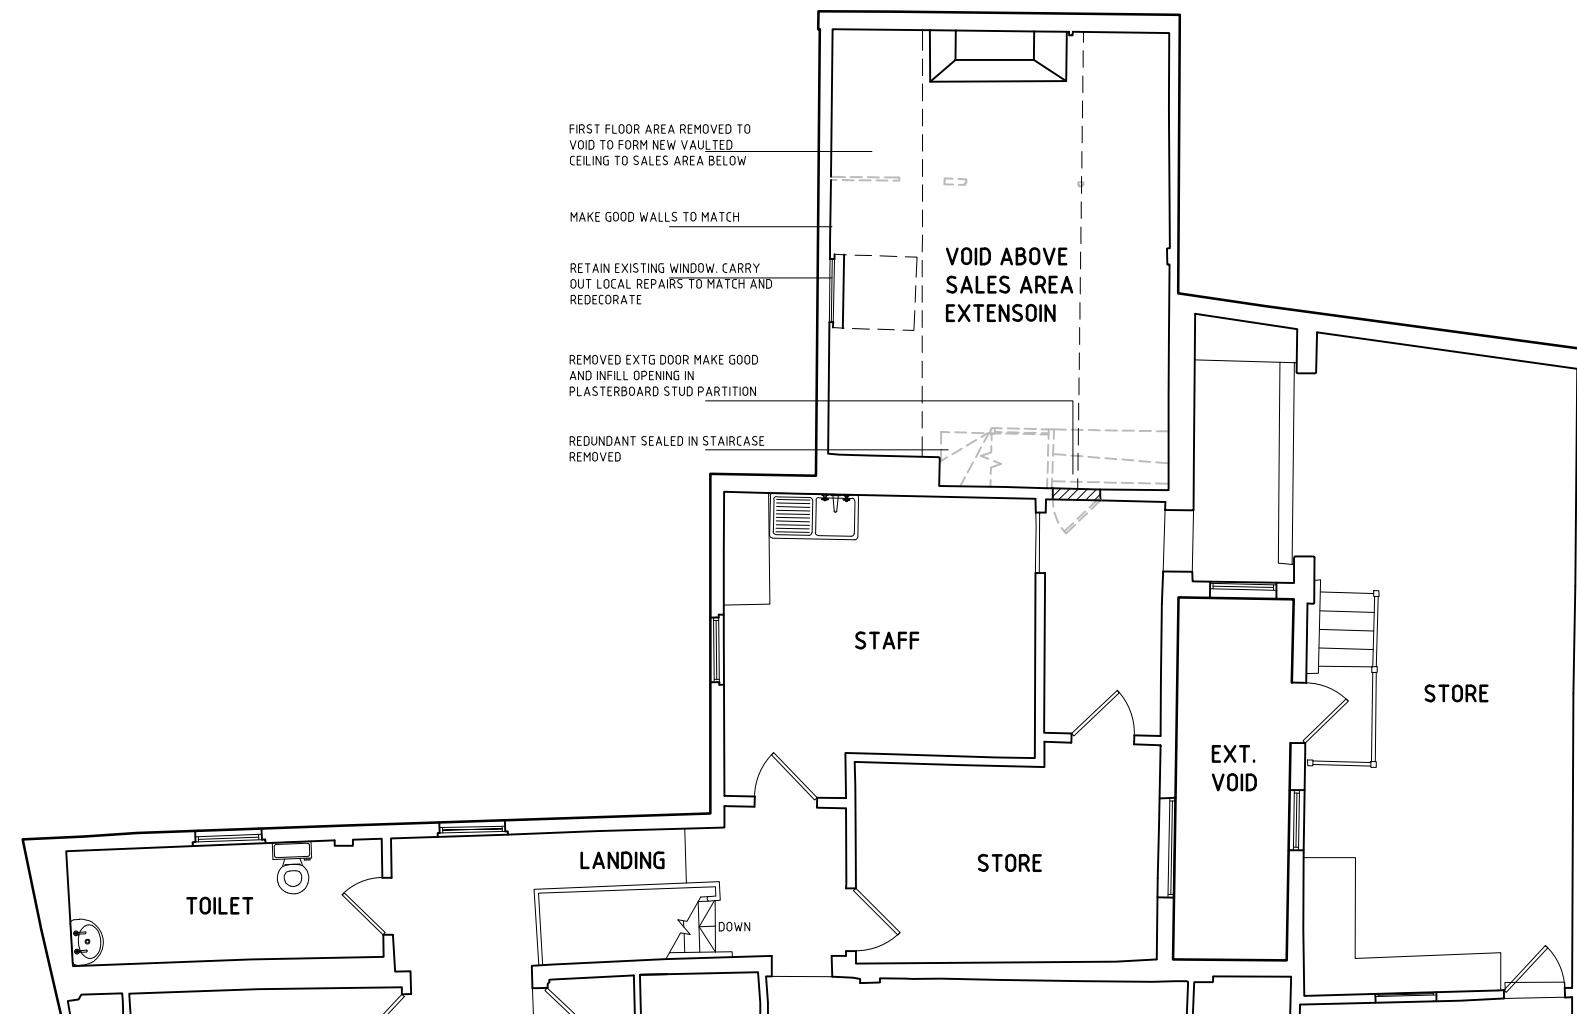 FIRST FLOOR AREA REMOVED TO
VOID TO FORM NEW VAULTED
CEILING TO SALES AREA BELOW
MAKE GOOD WALLS TO MATCH
RETAIN EXISTING WINDOW. CARRY
OUT LOCAL REPAIRS TO MATCH AND
REDECORATE
REMOVED EXTG DOOR MAKE GOOD
AND INFILL OPENING IN
PLASTERBOARD STUD PARTITION
REDUNDANT SEALED IN STAIRCASE
REMOVED
VOID ABOVE
SALES AREA
EXTENSOIN
STAFF
STORE
EXT.
VOID
LANDING
STORE
TOILET
DOWN